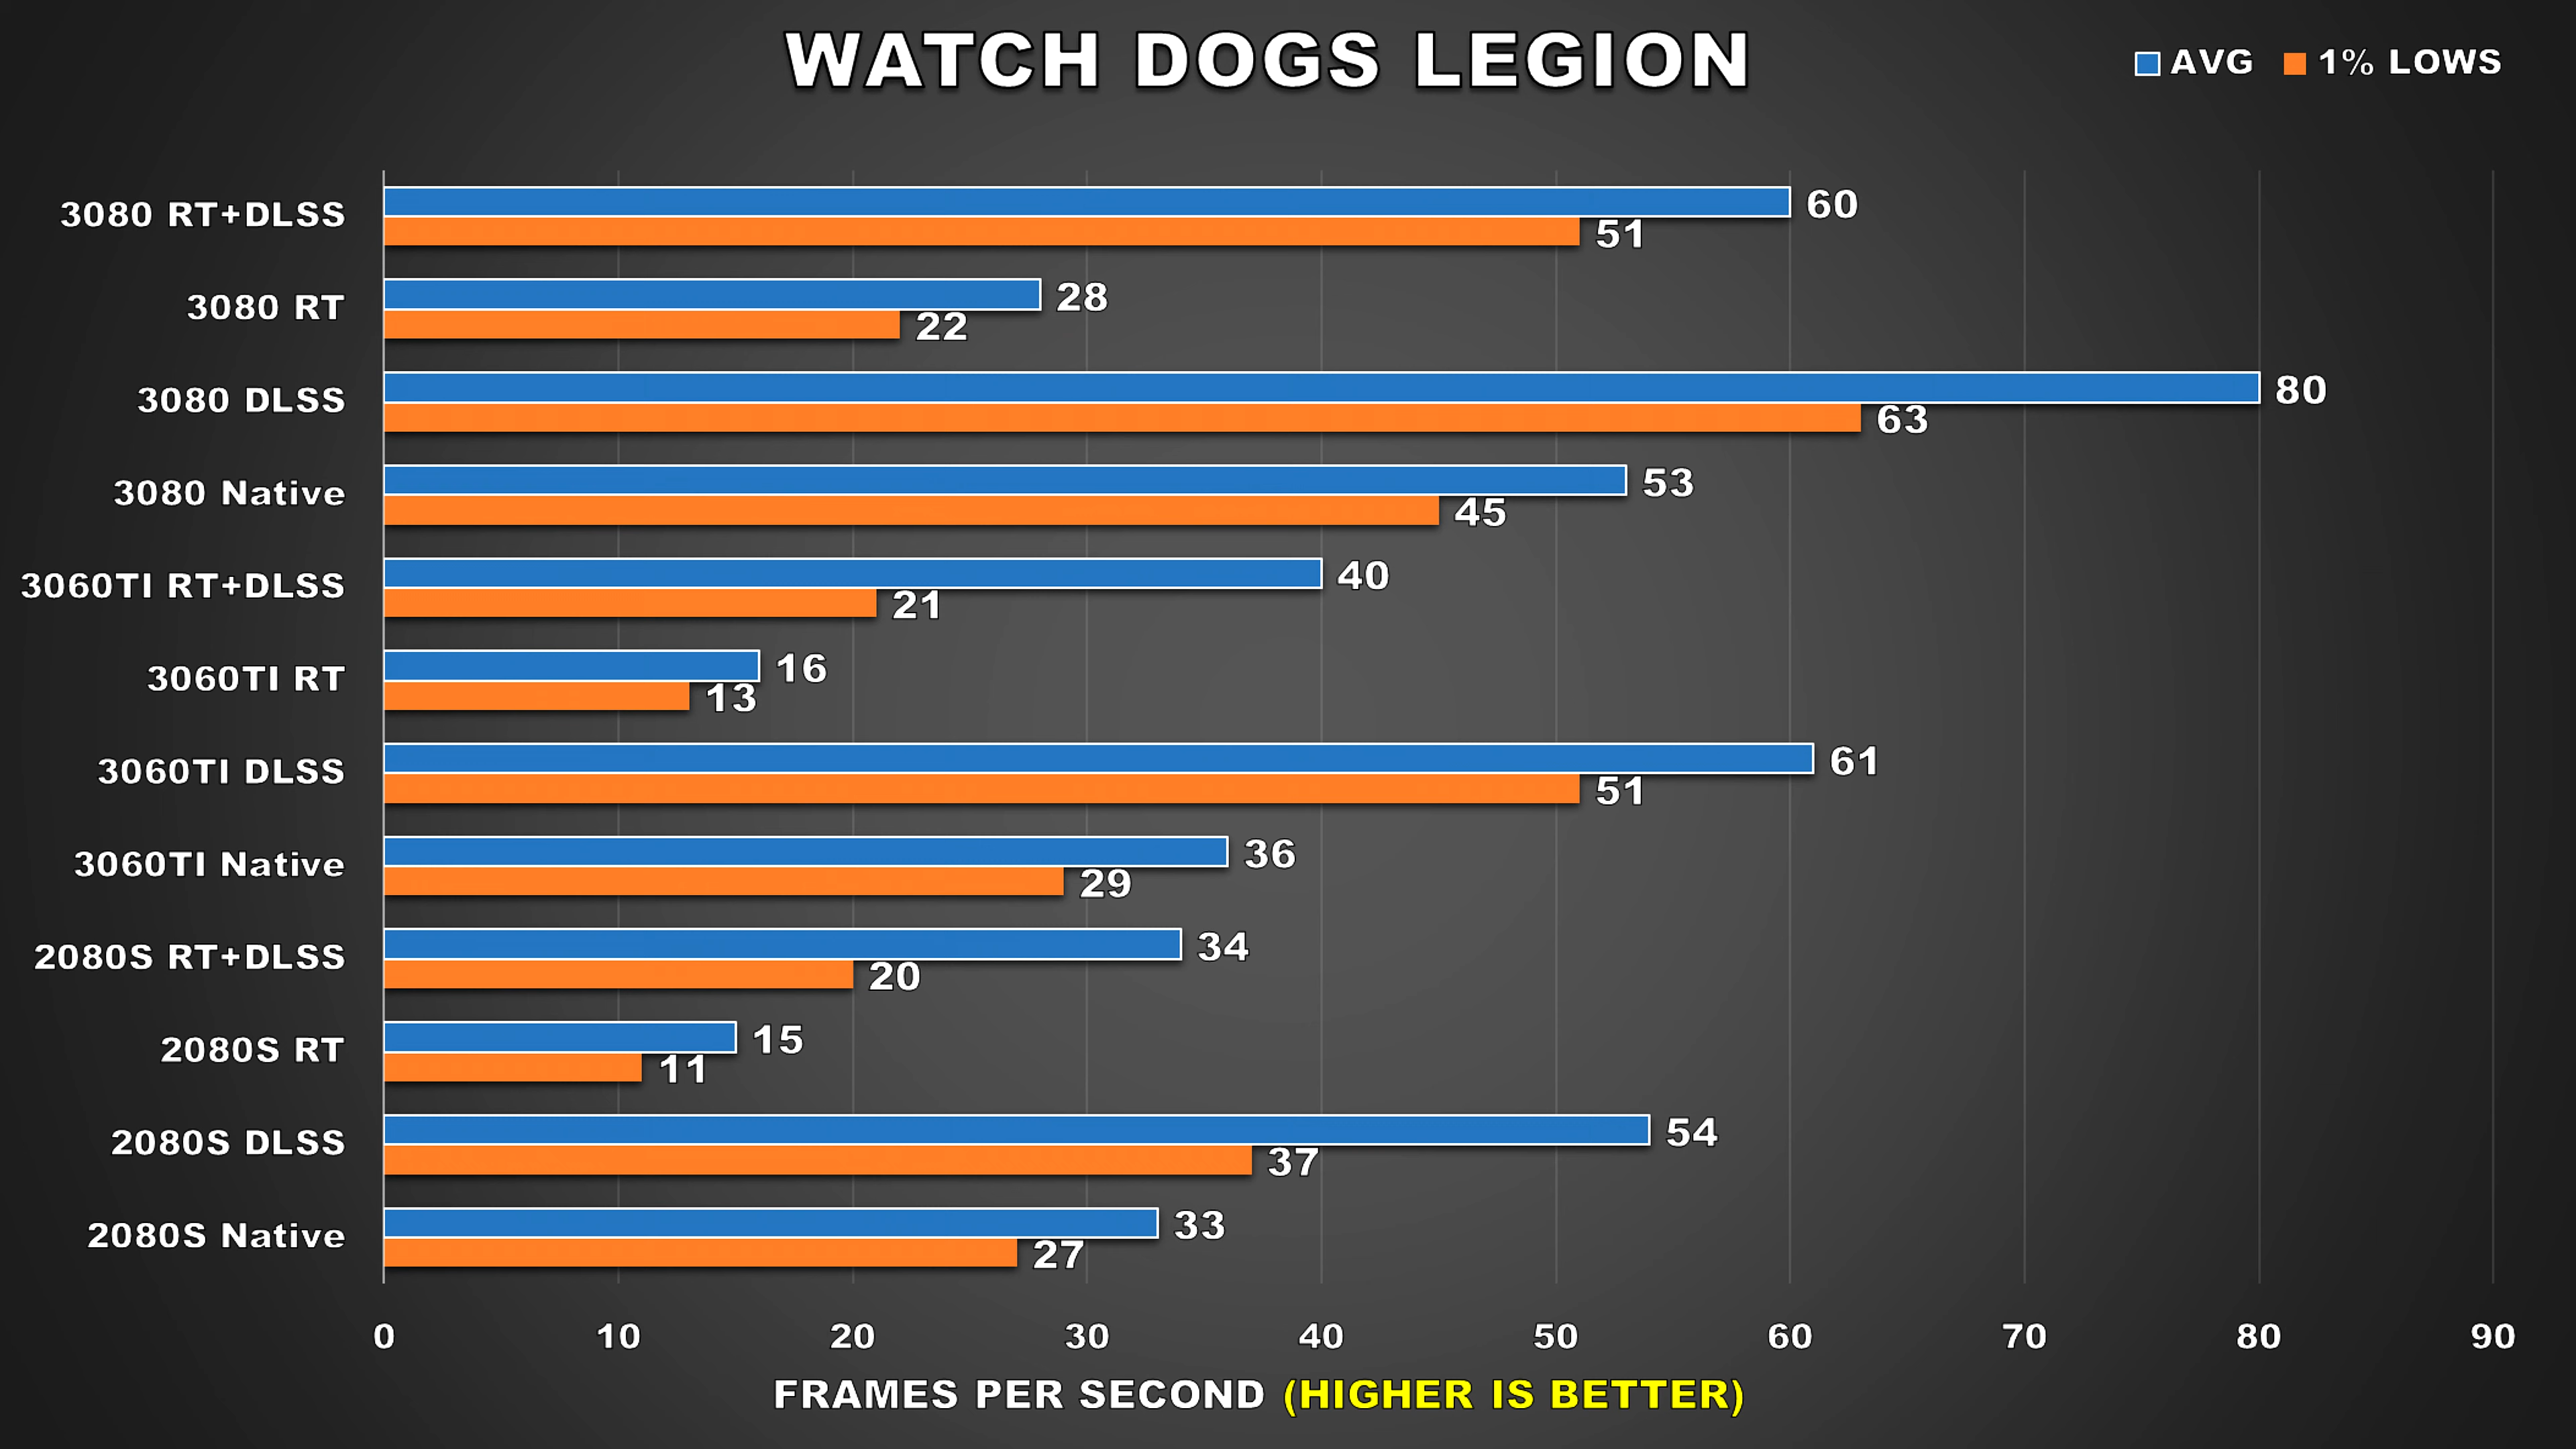 WATCH DOGS LEGION
AVG 1% LOWS
3080 RT+DLSS 60
51
3080 RT 28
22
3080 DLSS 80
63
3080 Native 53
45
3060TI RT+DLSS 40
21
3060TI RT 16
13
3060TI DLSS 61
51
3060TI Native 36
29
2080S RT+DLSS 34
20
2080S RT 15
11
2080S DLSS 54
37
2080S Native 33
27
0 10 20 30 40 50 60 70 80 90
FRAMES PER SECOND (HIGHER IS BETTER)